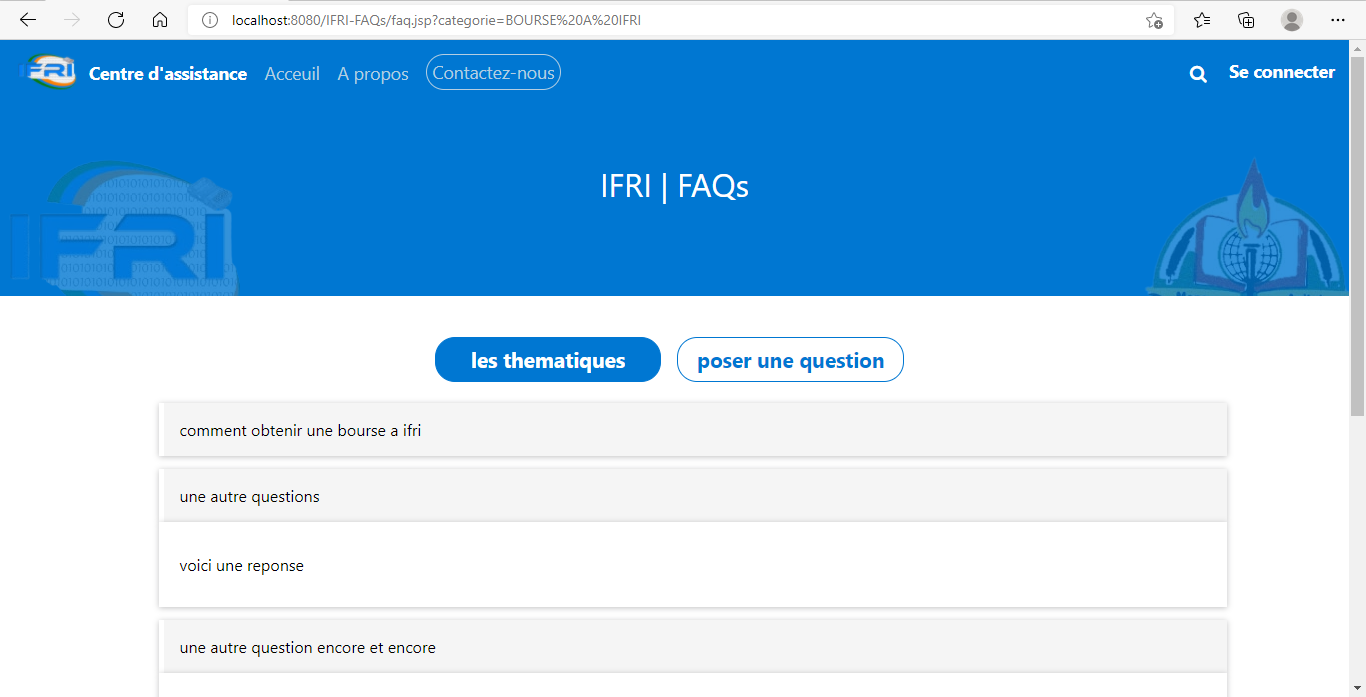 localhost:8080/IFRI-FAQs/faq.jsp?categorie=BOURSE%20A%20IFRI
IFRI Centre d'assistance Acceuil A propos Contactez-nous Se connecter
IFRI | FAQs
IFRI
les thematiques poser une question
comment obtenir une bourse a ifri
une autre questions
voici une reponse
une autre question encore et encore